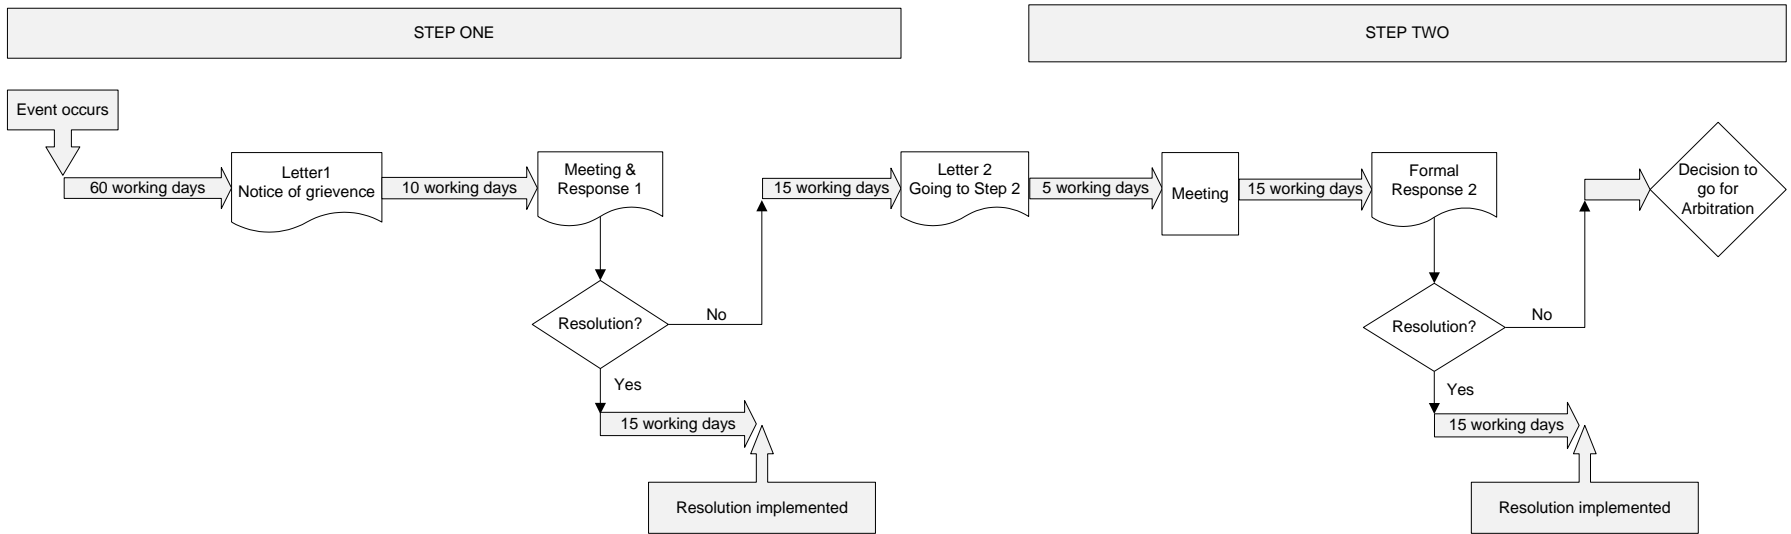 STEP ONE
STEP TWO
Event occurs
60 working days
Letter1
Notice of grievence
10 working days
Meeting &
Response 1
15 working days
Letter 2
Going to Step 2
5 working days
Meeting
15 working days
Formal
Response 2
Decision to
go for
Arbitration
Resolution?
No
Yes
15 working days
Resolution implemented
Resolution?
No
Yes
15 working days
Resolution implemented